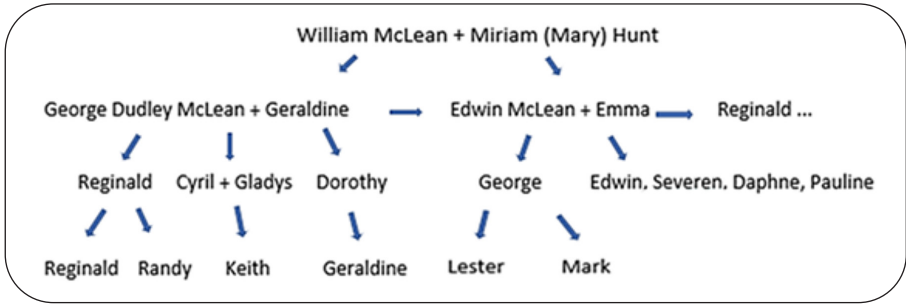 William McLean + Miriam (Mary) Hunt
George Dudley McLean + Geraldine Edwin McLean + Emma Reginald ...
Reginald Cyril + Gladys Dorothy George Edwin. Severen. Daphne, Pauline
Reginald Randy Keith Geraldine Lester Mark